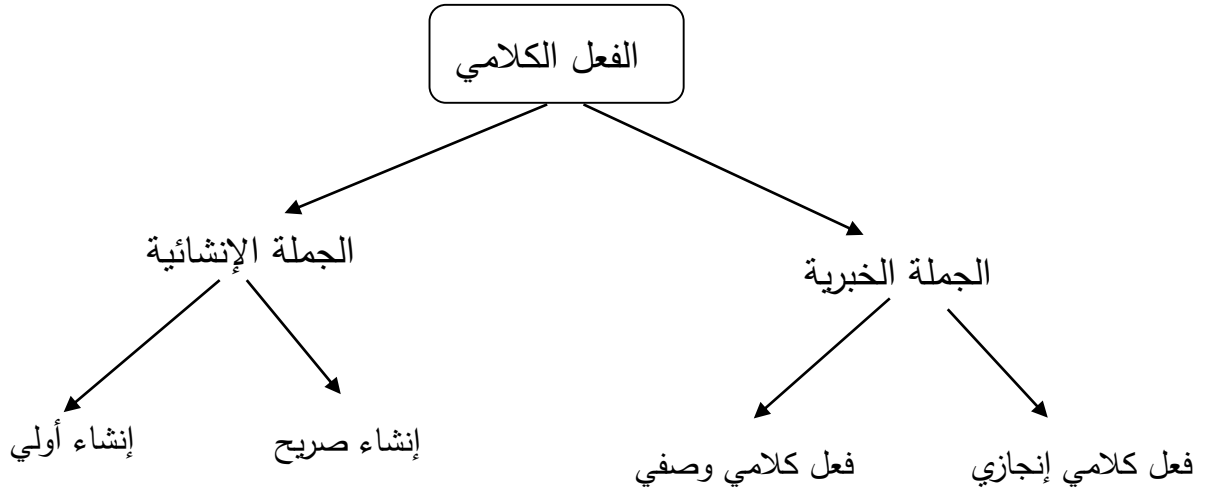 الفعل الكلامي
الجملة الخبرية
الجملة الإنشائية
فعل كلامي إنجازي
فعل كلامي وصفي
إنشاء صريح
إنشاء أولي